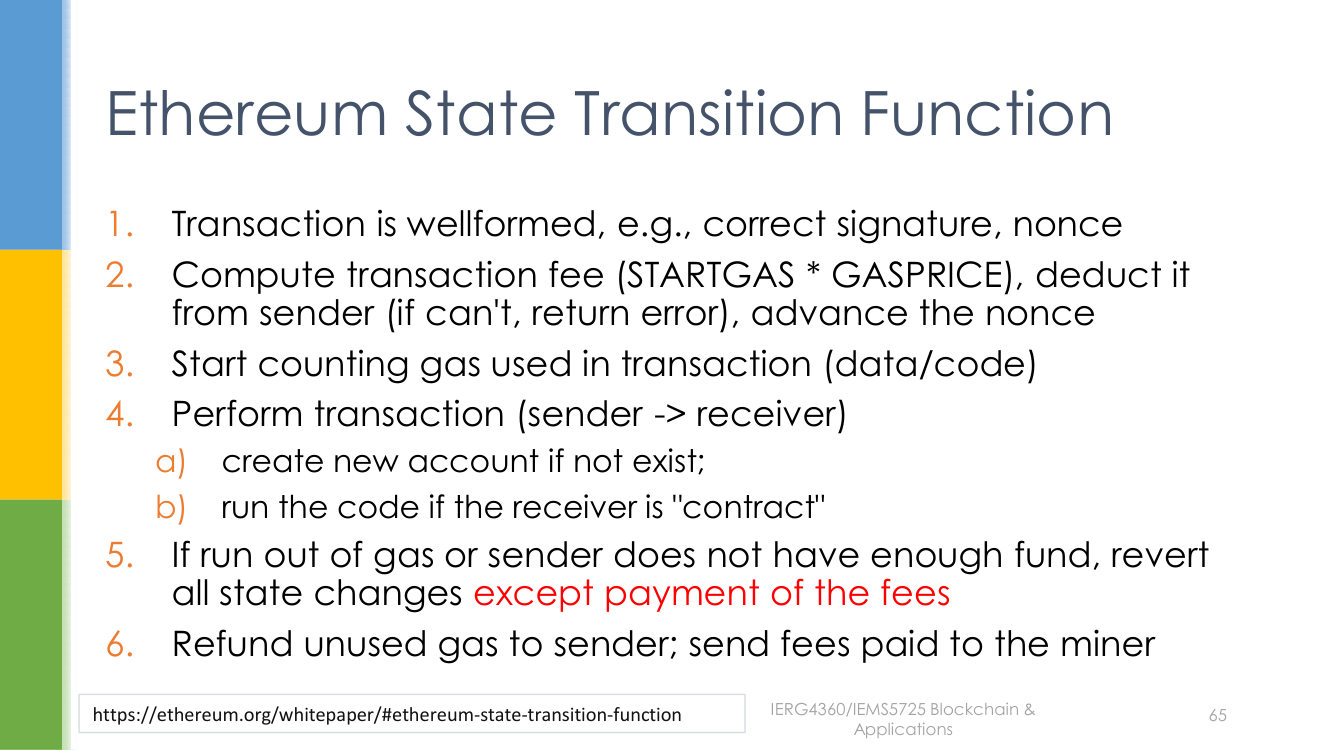 Ethereum State Transition Function
1. Transaction is wellformed, e.g., correct signature, nonce
2. Compute transaction fee (STARTGAS * GASPRICE), deduct it
from sender (if can't, return error), advance the nonce
3. Start counting gas used in transaction (data/code)
4. Perform transaction (sender -> receiver)
a) create new account if not exist;
b) run the code if the receiver is "contract"
5. If run out of gas or sender does not have enough fund, revert
all state changes except payment of the fees
6. Refund unused gas to sender; send fees paid to the miner
https://ethereum.org/whitepaper/#ethereum-state-transition-function
IERG4360/IEMS5725 Blockchain &
Applications
65